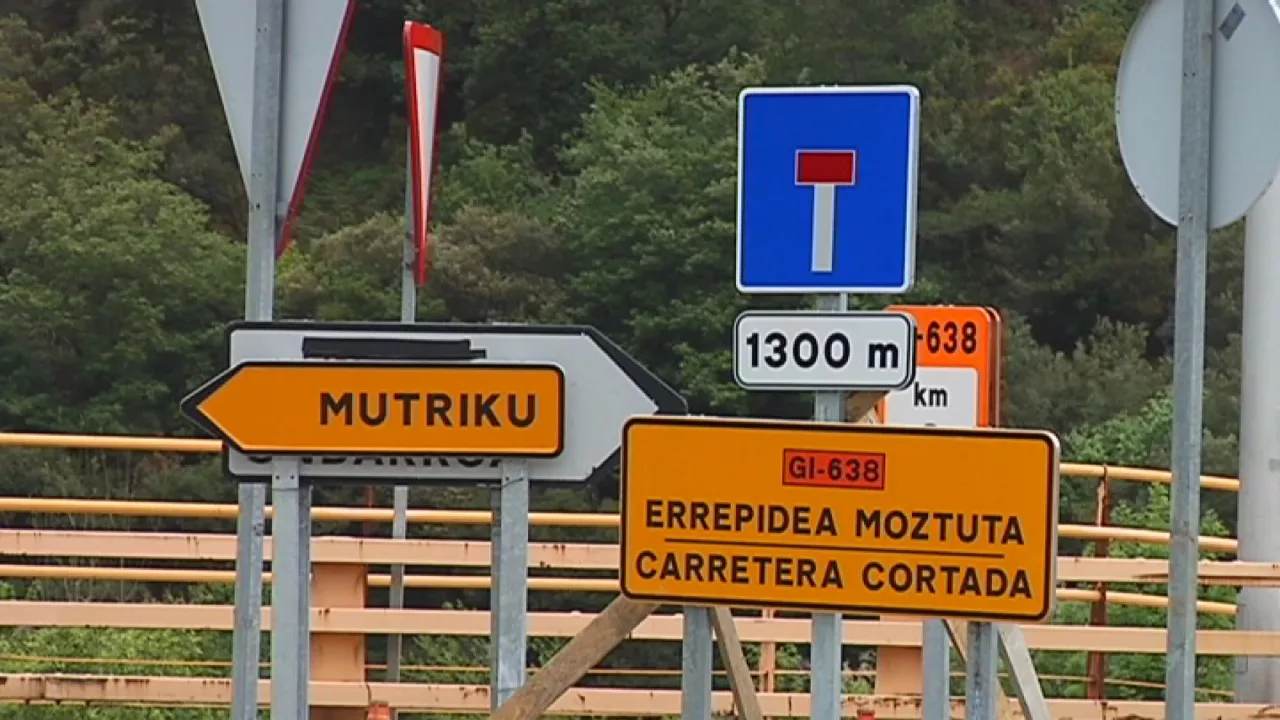 1300 m
-638
km
MUTRIKU
GI-638
ERREPIDEA MOZTUTA
CARRETERA CORTADA